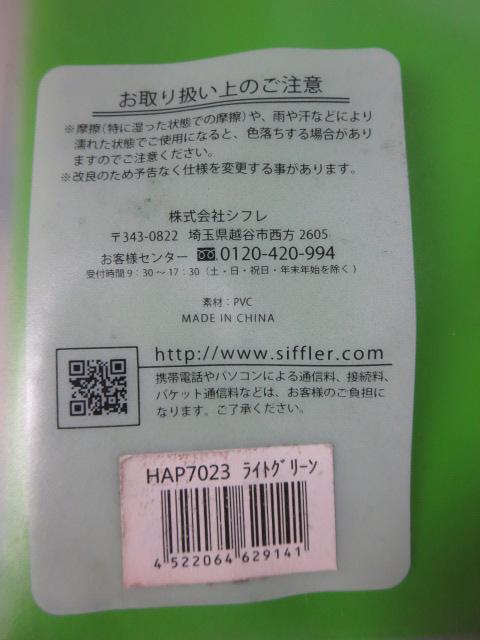 お取り扱い上のご注意
※摩擦（特に湿った状態での摩擦）や、雨や汗などにより
濡れた状態でご使用になると、色落ちする場合があり
ますのでご注意ください。
※改良のため予告なく仕様を変更する事があります。
株式会社シフレ
〒343-0822 埼玉県越谷市西方 2605
お客様センター 0120-420-994
受付時間 9：30～17：30（土・日・祝日・年末年始を除く）
素材：PVC
MADE IN CHINA
http://www.siffler.com
携帯電話やパソコンによる通信料、接続料、
パケット通信料などは、お客様のご負担に
なります。ご了承ください。
HAP7023 ﾗｲﾄｸﾞﾘｰﾝ
4 522064 629141